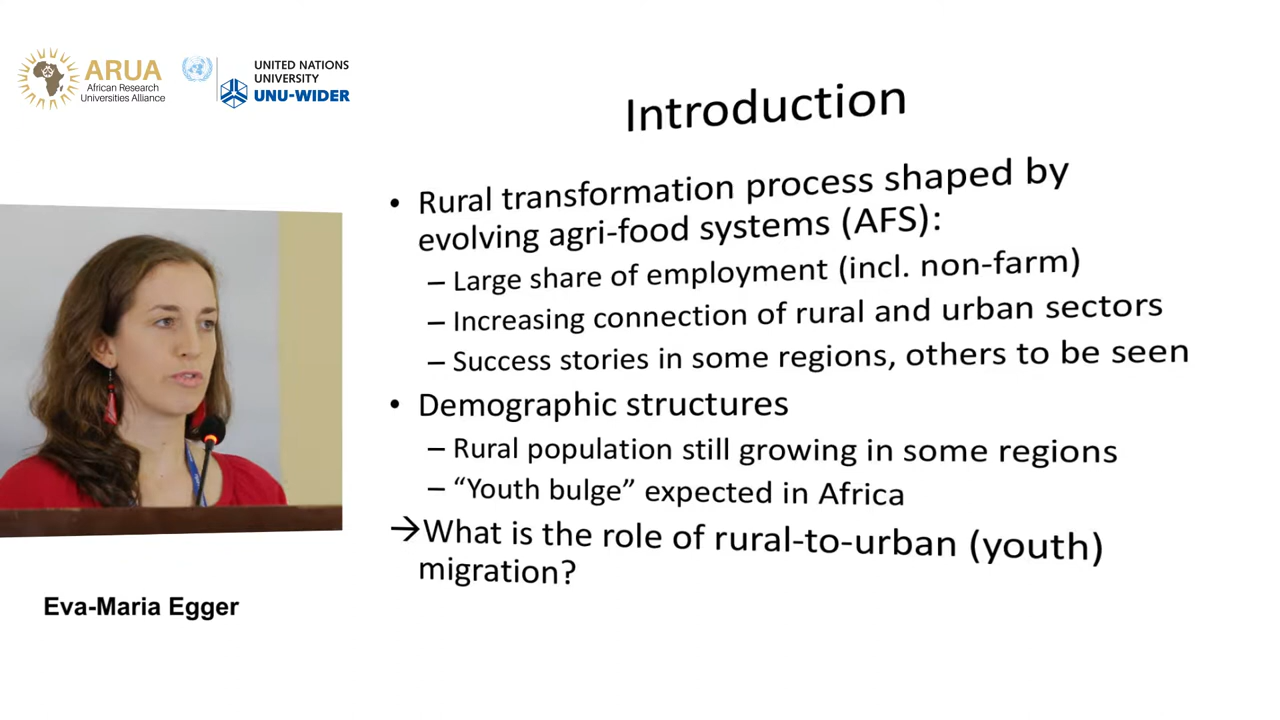 ARUA
African Research
Universities Alliance
UNITED NATIONS
UNIVERSITY
UNU-WIDER
Introduction
• Rural transformation process shaped by
evolving agri-food systems (AFS):
– Large share of employment (incl. non-farm)
– Increasing connection of rural and urban sectors
– Success stories in some regions, others to be seen
• Demographic structures
– Rural population still growing in some regions
– “Youth bulge” expected in Africa
→What is the role of rural-to-urban (youth)
migration?
Eva-Maria Egger